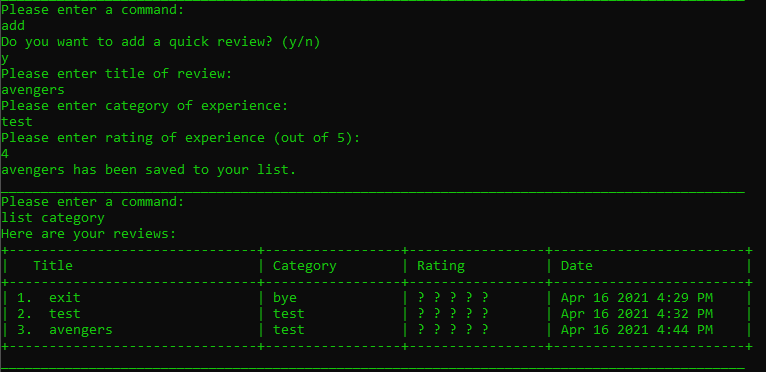 Please enter a command:
add
Do you want to add a quick review? (y/n)
y
Please enter title of review:
avengers
Please enter category of experience:
test
Please enter rating of experience (out of 5):
4
avengers has been saved to your list.
Please enter a command:
list category
Here are your reviews:
| Title | Category | Rating | Date |
| 1. exit | bye | ? ? ? ? ? | Apr 16 2021 4:29 PM |
| 2. test | test | ? ? ? ? ? | Apr 16 2021 4:32 PM |
| 3. avengers | test | ? ? ? ? ? | Apr 16 2021 4:44 PM |